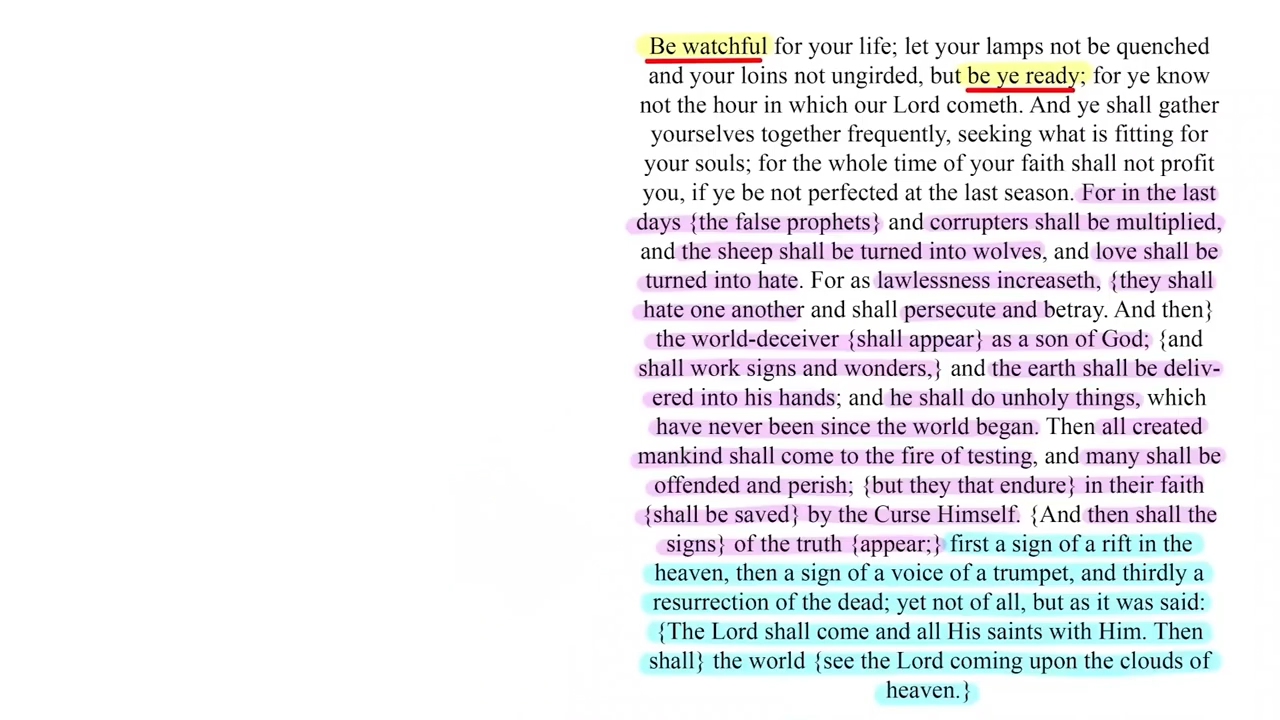 Be watchful for your life; let your lamps not be quenched
and your loins not ungirded, but be ye ready; for ye know
not the hour in which our Lord cometh. And ye shall gather
yourselves together frequently, seeking what is fitting for
your souls; for the whole time of your faith shall not profit
you, if ye be not perfected at the last season. For in the last
days {the false prophets} and corrupters shall be multiplied,
and the sheep shall be turned into wolves, and love shall be
turned into hate. For as lawlessness increaseth, {they shall
hate one another and shall persecute and betray. And then}
the world-deceiver {shall appear} as a son of God; {and
shall work signs and wonders,} and the earth shall be deliv-
ered into his hands; and he shall do unholy things, which
have never been since the world began. Then all created
mankind shall come to the fire of testing, and many shall be
offended and perish; {but they that endure} in their faith
{shall be saved} by the Curse Himself. {And then shall the
signs} of the truth {appear;} first a sign of a rift in the
heaven, then a sign of a voice of a trumpet, and thirdly a
resurrection of the dead; yet not of all, but as it was said:
{The Lord shall come and all His saints with Him. Then
shall} the world {see the Lord coming upon the clouds of
heaven.}